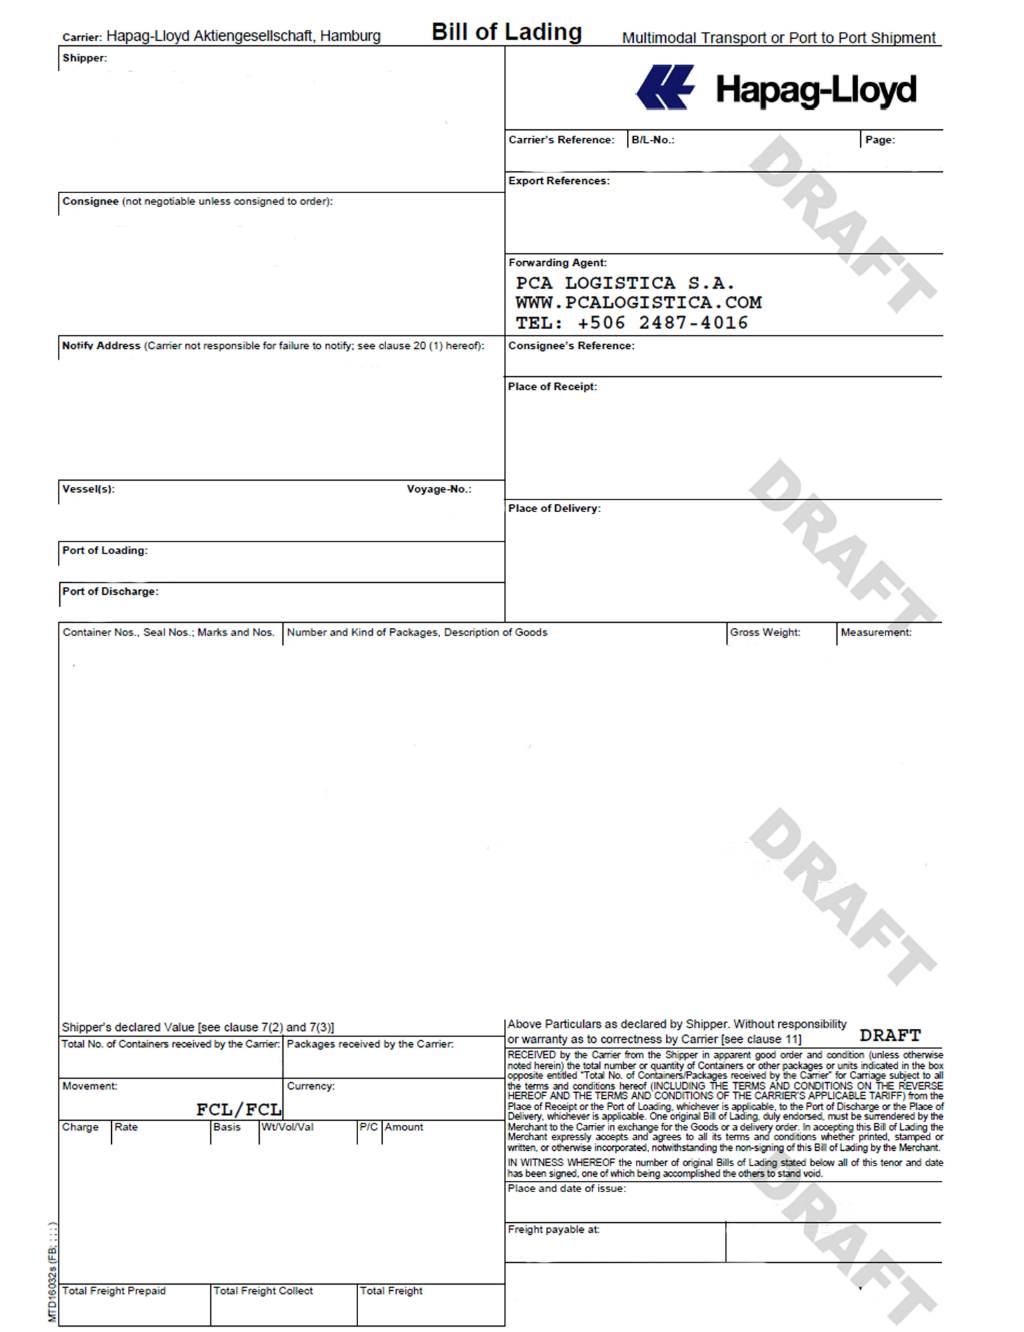 Carrier: Hapag-Lloyd Aktiengesellschaft, Hamburg
Bill of Lading
Multimodal Transport or Port to Port Shipment
Shipper:
Hapag-Lloyd
Carrier's Reference:
B/L-No.:
Page:
Export References:
Consignee (not negotiable unless consigned to order):
Forwarding Agent:
PCA LOGISTICA S.A.
WWW.PCALOGISTICA.COM
TEL: +506 2487-4016
Notify Address (Carrier not responsible for failure to notify; see clause 20 (1) hereof):
Consignee's Reference:
Place of Receipt:
DRAFT
Vessel(s):
Voyage-No.:
Place of Delivery:
Port of Loading:
Port of Discharge:
DRAFT
Container Nos., Seal Nos.; Marks and Nos.
Number and Kind of Packages, Description of Goods
Gross Weight:
Measurement:
DRAFT
Shipper's declared Value [see clause 7(2) and 7(3)]
Above Particulars as declared by Shipper. Without responsibility
or warranty as to correctness by Carrier [see clause 11]
DRAFT
Total No. of Containers received by the Carrier:
Packages received by the Carrier:
Movement:
FCL/FCL
Currency:
Charge
Rate
Basis
Wt/Vol/Val
P/C
Amount
RECEIVED by the Carrier from the Shipper in apparent good order and condition (unless otherwise
noted herein) the total number or quantity of Containers or other packages or units indicated in the box
opposite entitled "Total No. of Containers/Packages received by the Carrier" for Carriage subject to all
the terms and conditions hereof (INCLUDING THE TERMS AND CONDITIONS ON THE REVERSE
HEREOF AND THE TERMS AND CONDITIONS OF THE CARRIER'S APPLICABLE TARIFF) from the
Place of Receipt or the Port of Loading, whichever is applicable, to the Port of Discharge or the Place of
Delivery, whichever is applicable. One original Bill of Lading, duly endorsed, must be surrendered by the
Merchant to the Carrier in exchange for the Goods or a delivery order. In accepting this Bill of Lading the
Merchant expressly accepts and agrees to all its terms and conditions whether printed, stamped or
written, or otherwise incorporated, notwithstanding the non-signing of this Bill of Lading by the Merchant.
IN WITNESS WHEREOF the number of original Bills of Lading stated below all of this tenor and date
has been signed, one of which being accomplished the others to stand void.
Place and date of issue:
Freight payable at:
DRAFT
Total Freight Prepaid
Total Freight Collect
Total Freight
MTD16032s (FB; ; ; ; )